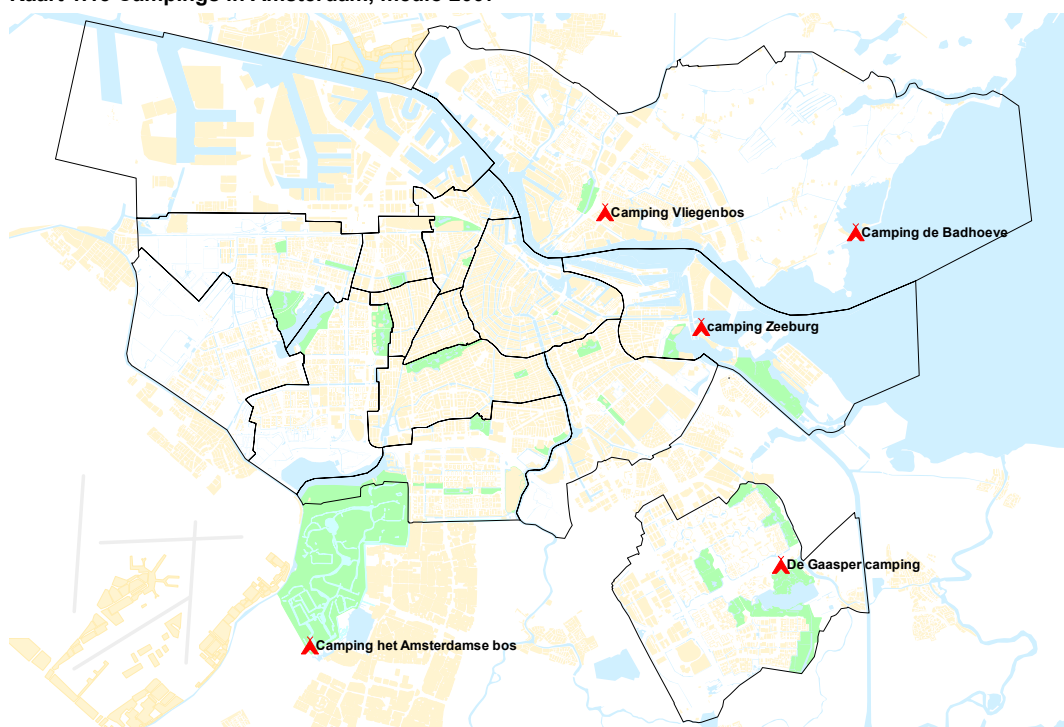 Camping Vliegenbos
Camping de Badhoeve
camping Zeeburg
De Gaasper camping
Camping het Amsterdamse bos